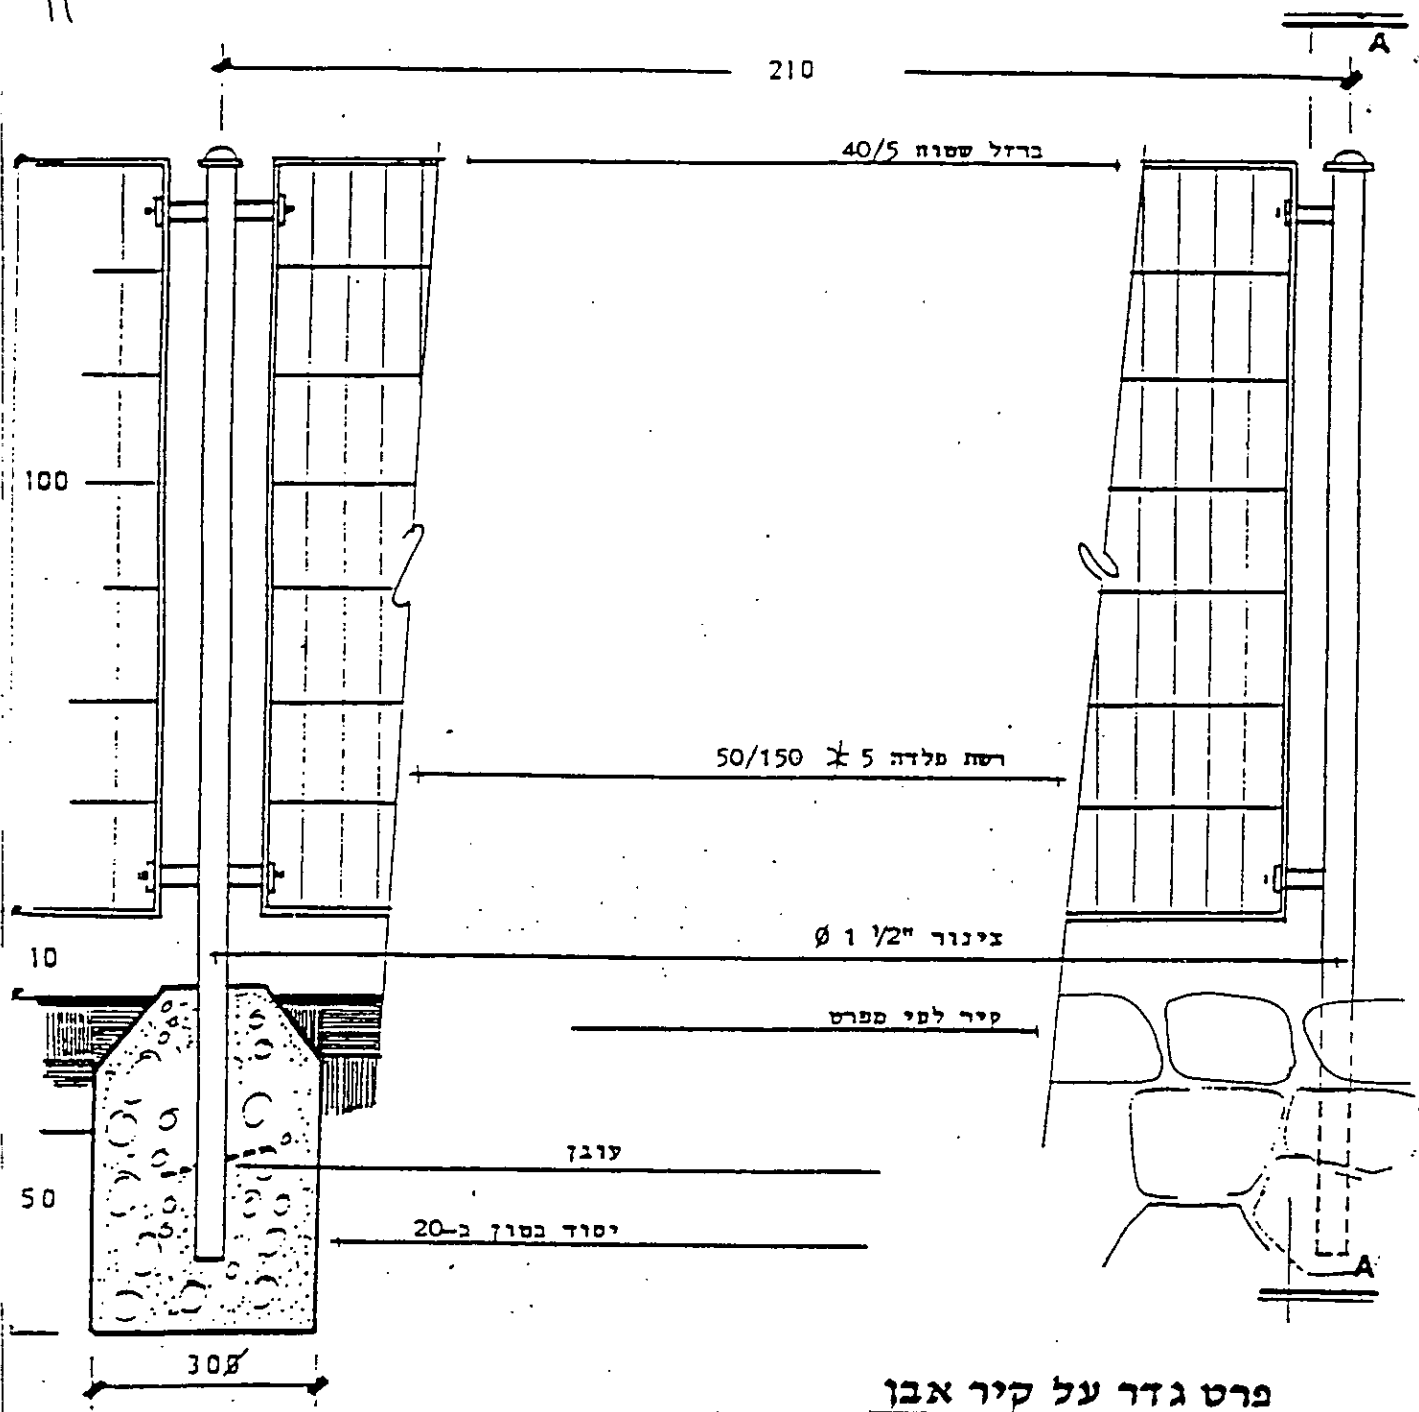 A
210
ברזל שטוח 40/5
100
רשת פלדה 5 50/150
צינור "1/2 1 Ø
10
קיר לפי מפרט
עוגן
50
יסוד בטון ב-20
A
30
פרט גדר על קיר אבן